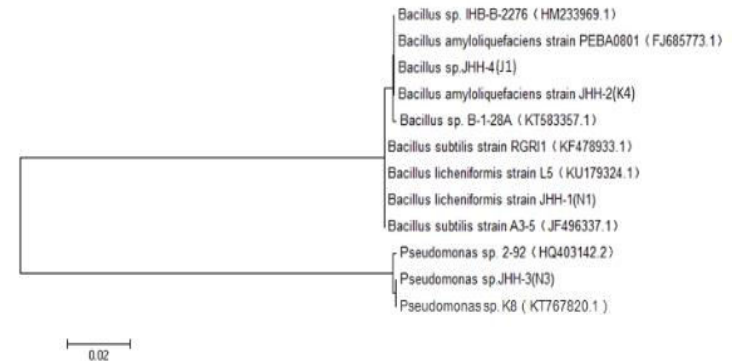 Bacillus sp. IHB-B-2276 (HM233969.1)
Bacillus amyloliquefaciens strain PEBA0801 (FJ685773.1)
Bacillus sp.JHH-4(J1)
Bacillus amyloliquefaciens strain JHH-2(K4)
Bacillus sp. B-1-28A (KT583357.1)
Bacillus subtilis strain RGRI1 (KF478933.1)
Bacillus licheniformis strain L5 (KU179324.1)
Bacillus licheniformis strain JHH-1(N1)
Bacillus subtilis strain A3-5 (JF496337.1)
Pseudomonas sp. 2-92 (HQ403142.2)
Pseudomonas sp.JHH-3(N3)
Pseudomonas sp. K8 (KT767820.1)
0.02